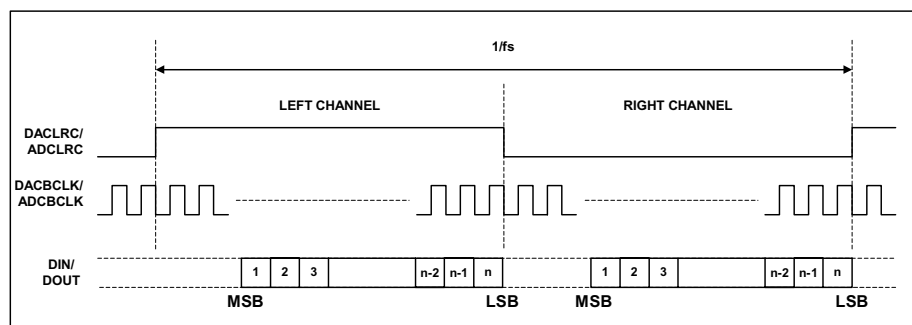 1/fs
LEFT CHANNEL
RIGHT CHANNEL
DACLRC/
ADCLRC
DACBCLK/
ADCBCLK
DIN/
DOUT
1 2 3 n-2 n-1 n 1 2 3 n-2 n-1 n
MSB LSB MSB LSB